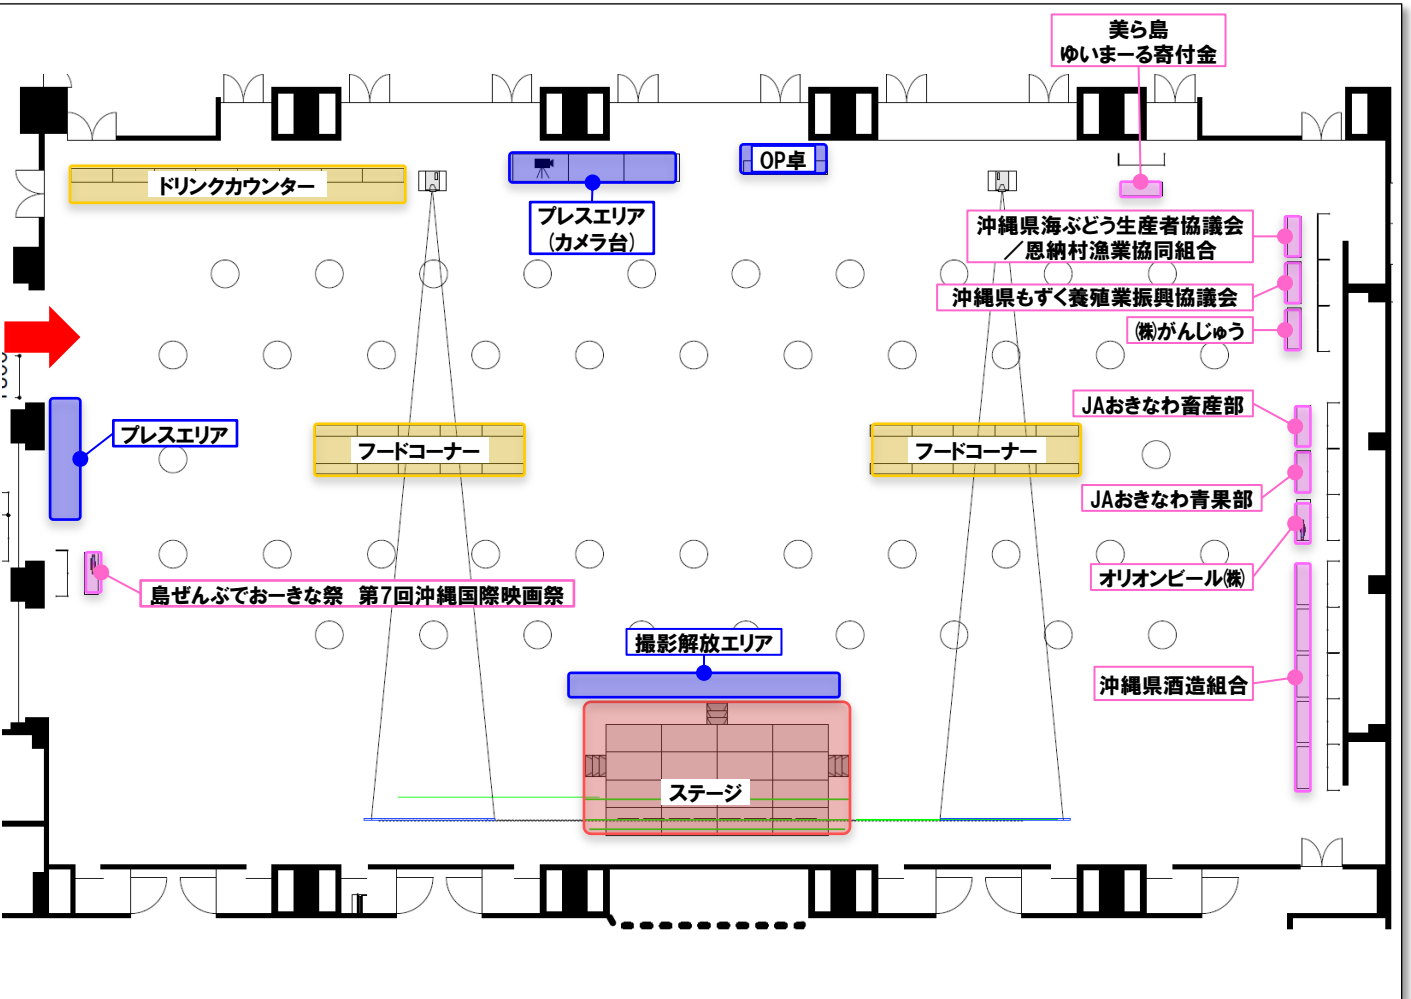 美ら島
ゆいまーる寄付金
OP卓
ドリンクカウンター
プレスエリア
(カメラ台)
沖縄県海ぶどう生産者協議会
／恩納村漁業協同組合
沖縄県もずく養殖業振興協議会
㈱がんじゅう
JAおきなわ畜産部
プレスエリア
フードコーナー
フードコーナー
JAおきなわ青果部
オリオンビール㈱
島ぜんぶでおーきな祭　第7回沖縄国際映画祭
撮影解放エリア
沖縄県酒造組合
ステージ